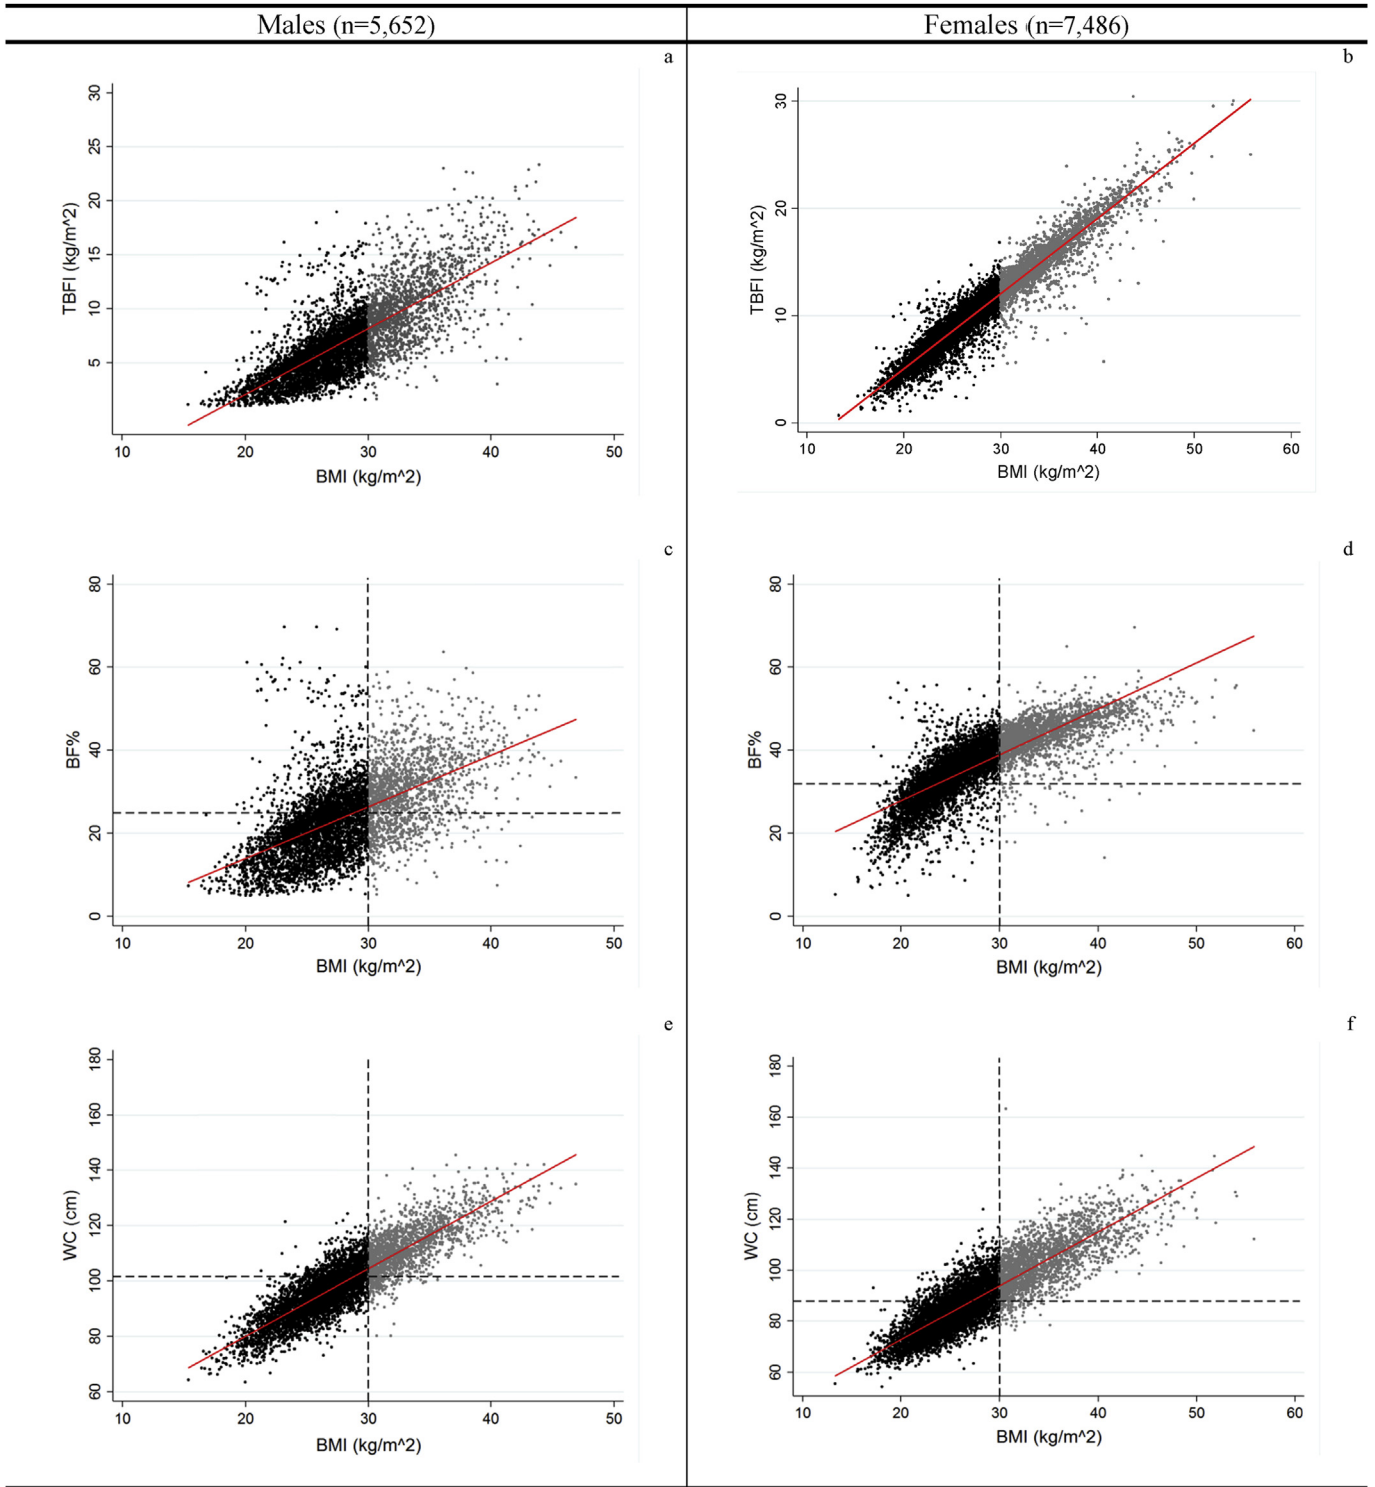 Males (n=5,652)
Females (n=7,486)
a
TBFI (kg/m^2)
30
25
20
15
10
5
10 20 30 40 50
BMI (kg/m^2)
b
TBFI (kg/m^2)
30
20
10
0
10 20 30 40 50 60
BMI (kg/m^2)
c
BF%
80
60
40
20
0
10 20 30 40 50
BMI (kg/m^2)
d
BF%
80
60
40
20
0
10 20 30 40 50 60
BMI (kg/m^2)
e
WC (cm)
180
160
140
120
100
80
60
10 20 30 40 50
BMI (kg/m^2)
f
WC (cm)
180
160
140
120
100
80
60
10 20 30 40 50 60
BMI (kg/m^2)